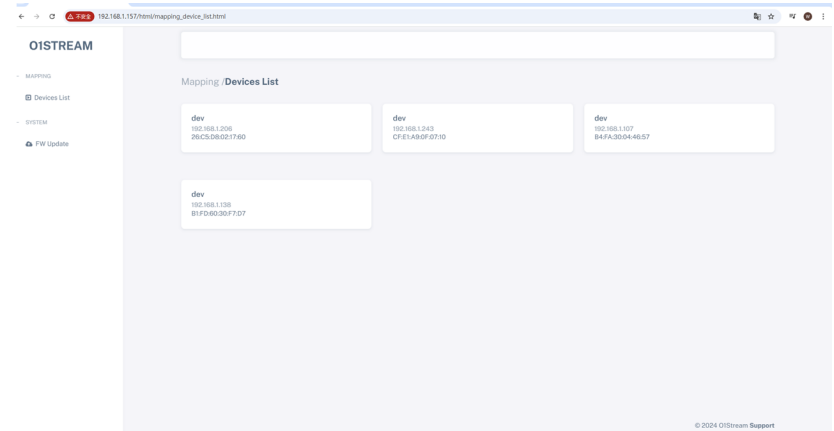 不安全 192.168.1.157/html/mapping_device_list.html
O1STREAM
MAPPING
Devices List
SYSTEM
FW Update
Mapping /Devices List
dev
192.168.1.206
26:C5:D8:02:17:60
dev
192.168.1.243
CF:E1:A9:0F:07:10
dev
192.168.1.107
B4:FA:30:04:46:57
dev
192.168.1.138
B1:FD:60:30:F7:D7
© 2024 O1Stream Support